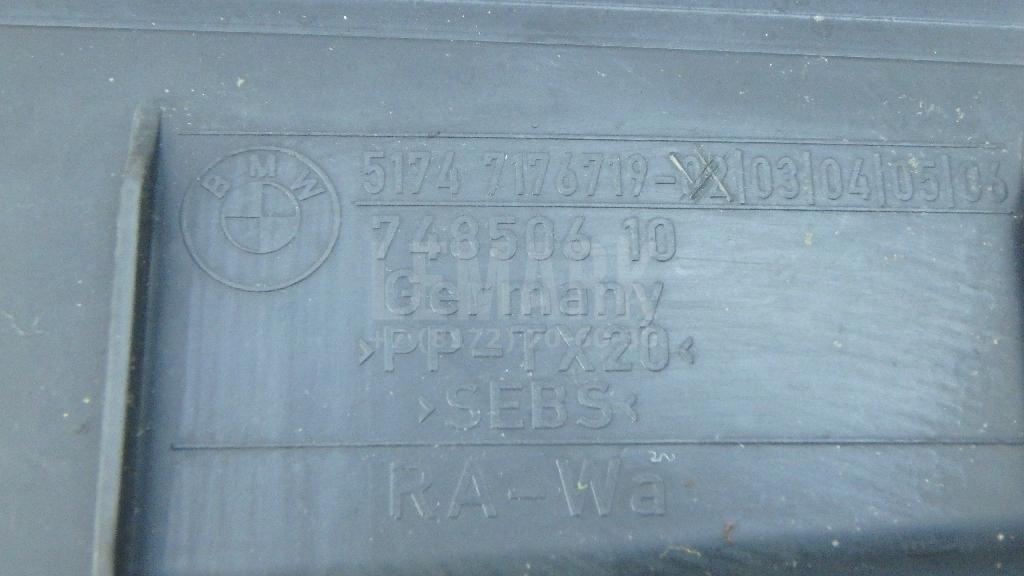 BMW
5174 7176719-02|03|04|05|06
748506 10
Germany
>PP-TX20<
>SEBS<
RA-Wa